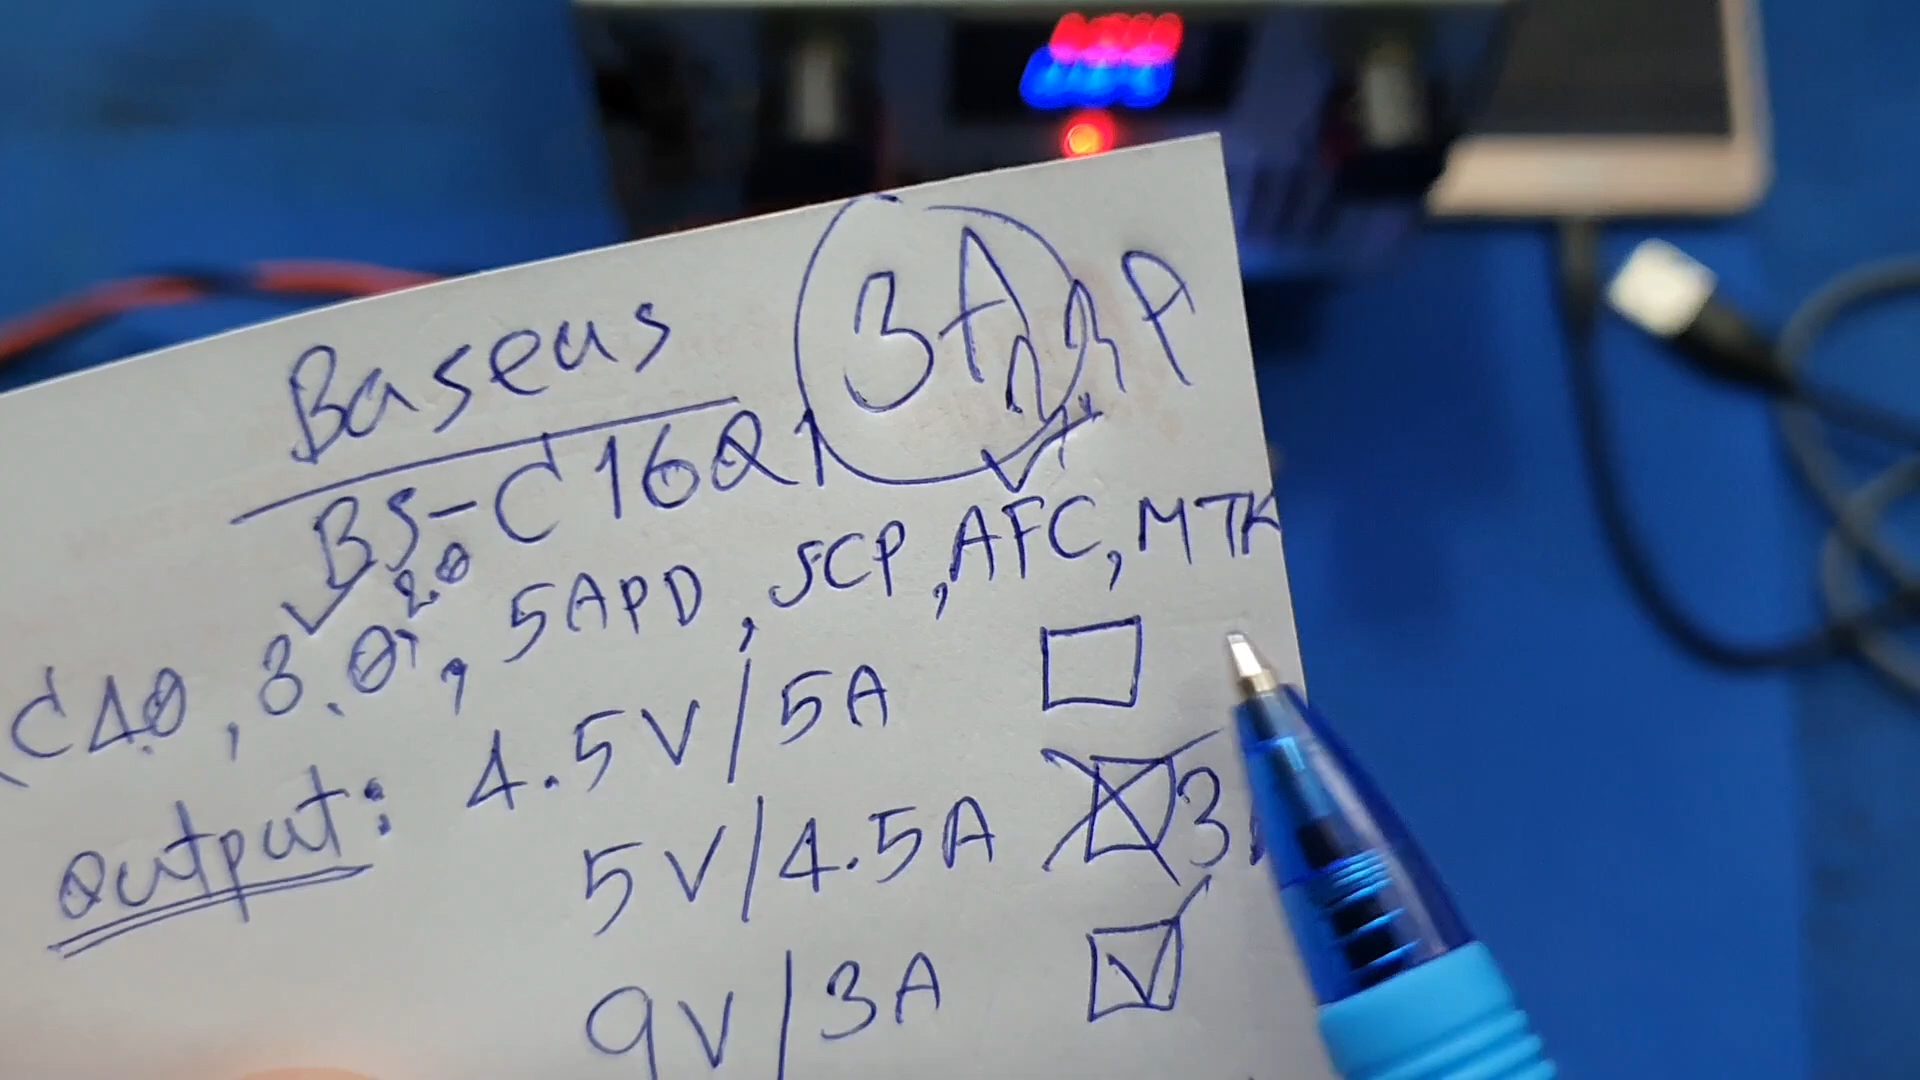 Baseus 3A
BS-C16Q1
C4.0, 3.0, 2.0, 5APD, SCP, AFC, MTK
Output: 4.5V/5A
5V/4.5A 3
9V/3A